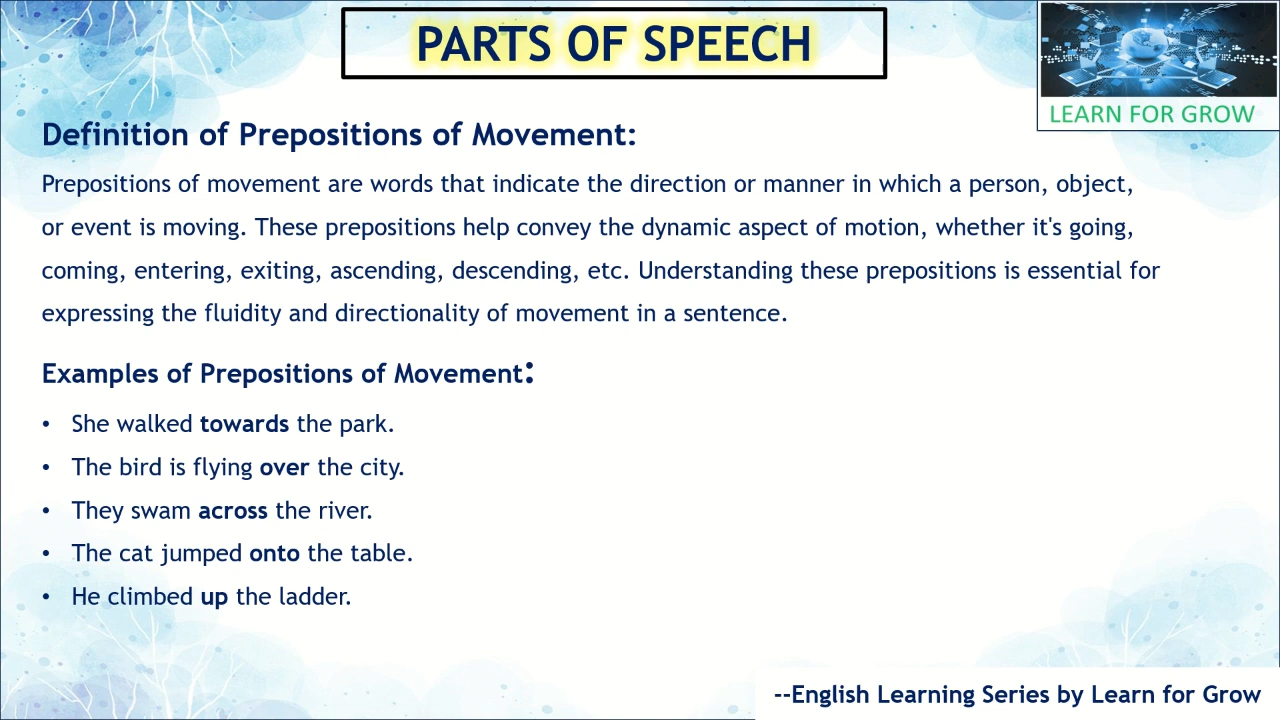 PARTS OF SPEECH
LEARN FOR GROW
Definition of Prepositions of Movement:
Prepositions of movement are words that indicate the direction or manner in which a person, object,
or event is moving. These prepositions help convey the dynamic aspect of motion, whether it's going,
coming, entering, exiting, ascending, descending, etc. Understanding these prepositions is essential for
expressing the fluidity and directionality of movement in a sentence.
Examples of Prepositions of Movement:
• She walked towards the park.
• The bird is flying over the city.
• They swam across the river.
• The cat jumped onto the table.
• He climbed up the ladder.
--English Learning Series by Learn for Grow